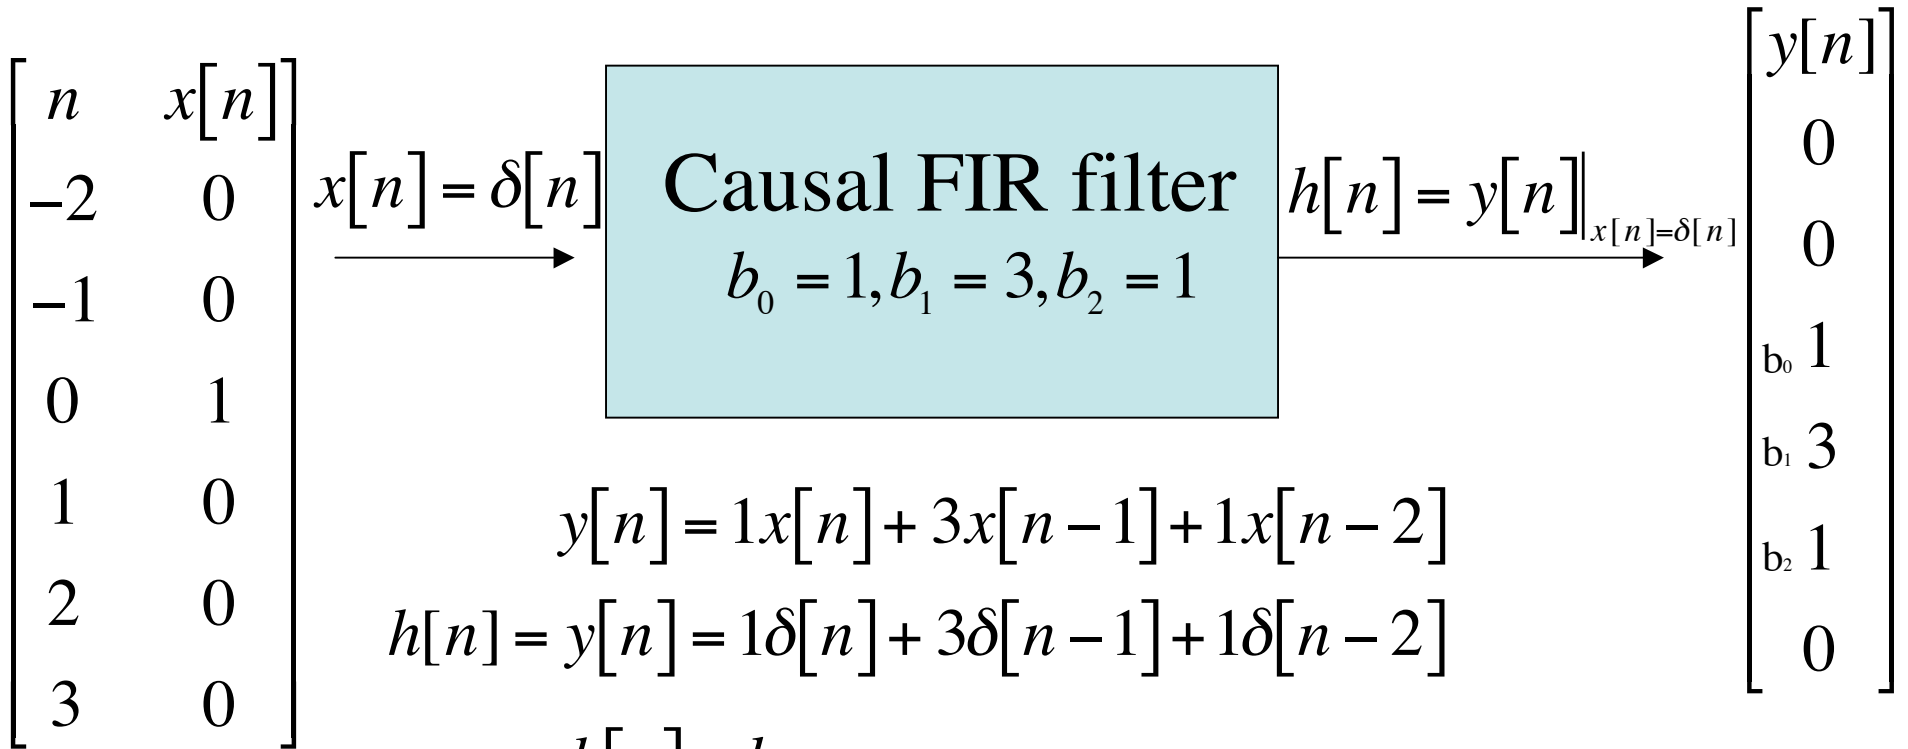 n x[n]
−2 0
−1 0
0 1
1 0
2 0
3 0
x[n] = δ[n]
Causal FIR filter
b₀ = 1, b₁ = 3, b₂ = 1
h[n] = y[n]|x[n]=δ[n]
y[n] = 1x[n] + 3x[n − 1] + 1x[n − 2]
h[n] = y[n] = 1δ[n] + 3δ[n − 1] + 1δ[n − 2]
y[n]
0
0
b₀ 1
b₁ 3
b₂ 1
0